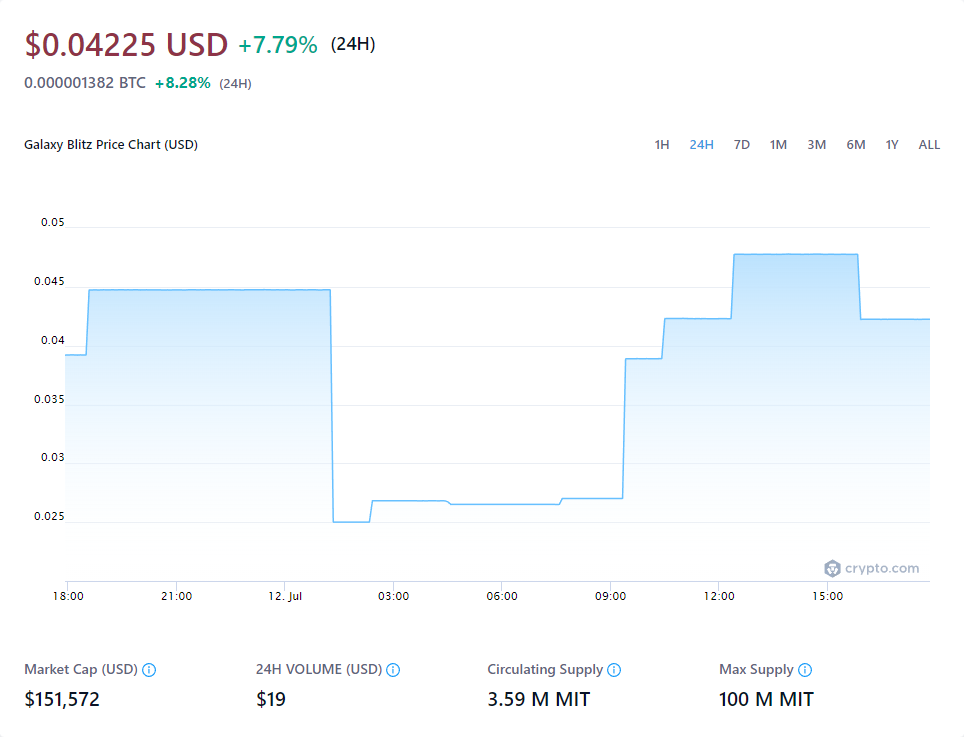 $0.04225 USD +7.79% (24H)
0.000001382 BTC +8.28% (24H)
Galaxy Blitz Price Chart (USD) 1H 24H 7D 1M 3M 6M 1Y ALL
0.05
0.045
0.04
0.035
0.03
0.025
crypto.com
18:00 21:00 12. Jul 03:00 06:00 09:00 12:00 15:00
Market Cap (USD) 24H VOLUME (USD) Circulating Supply Max Supply
$151,572 $19 3.59 M MIT 100 M MIT